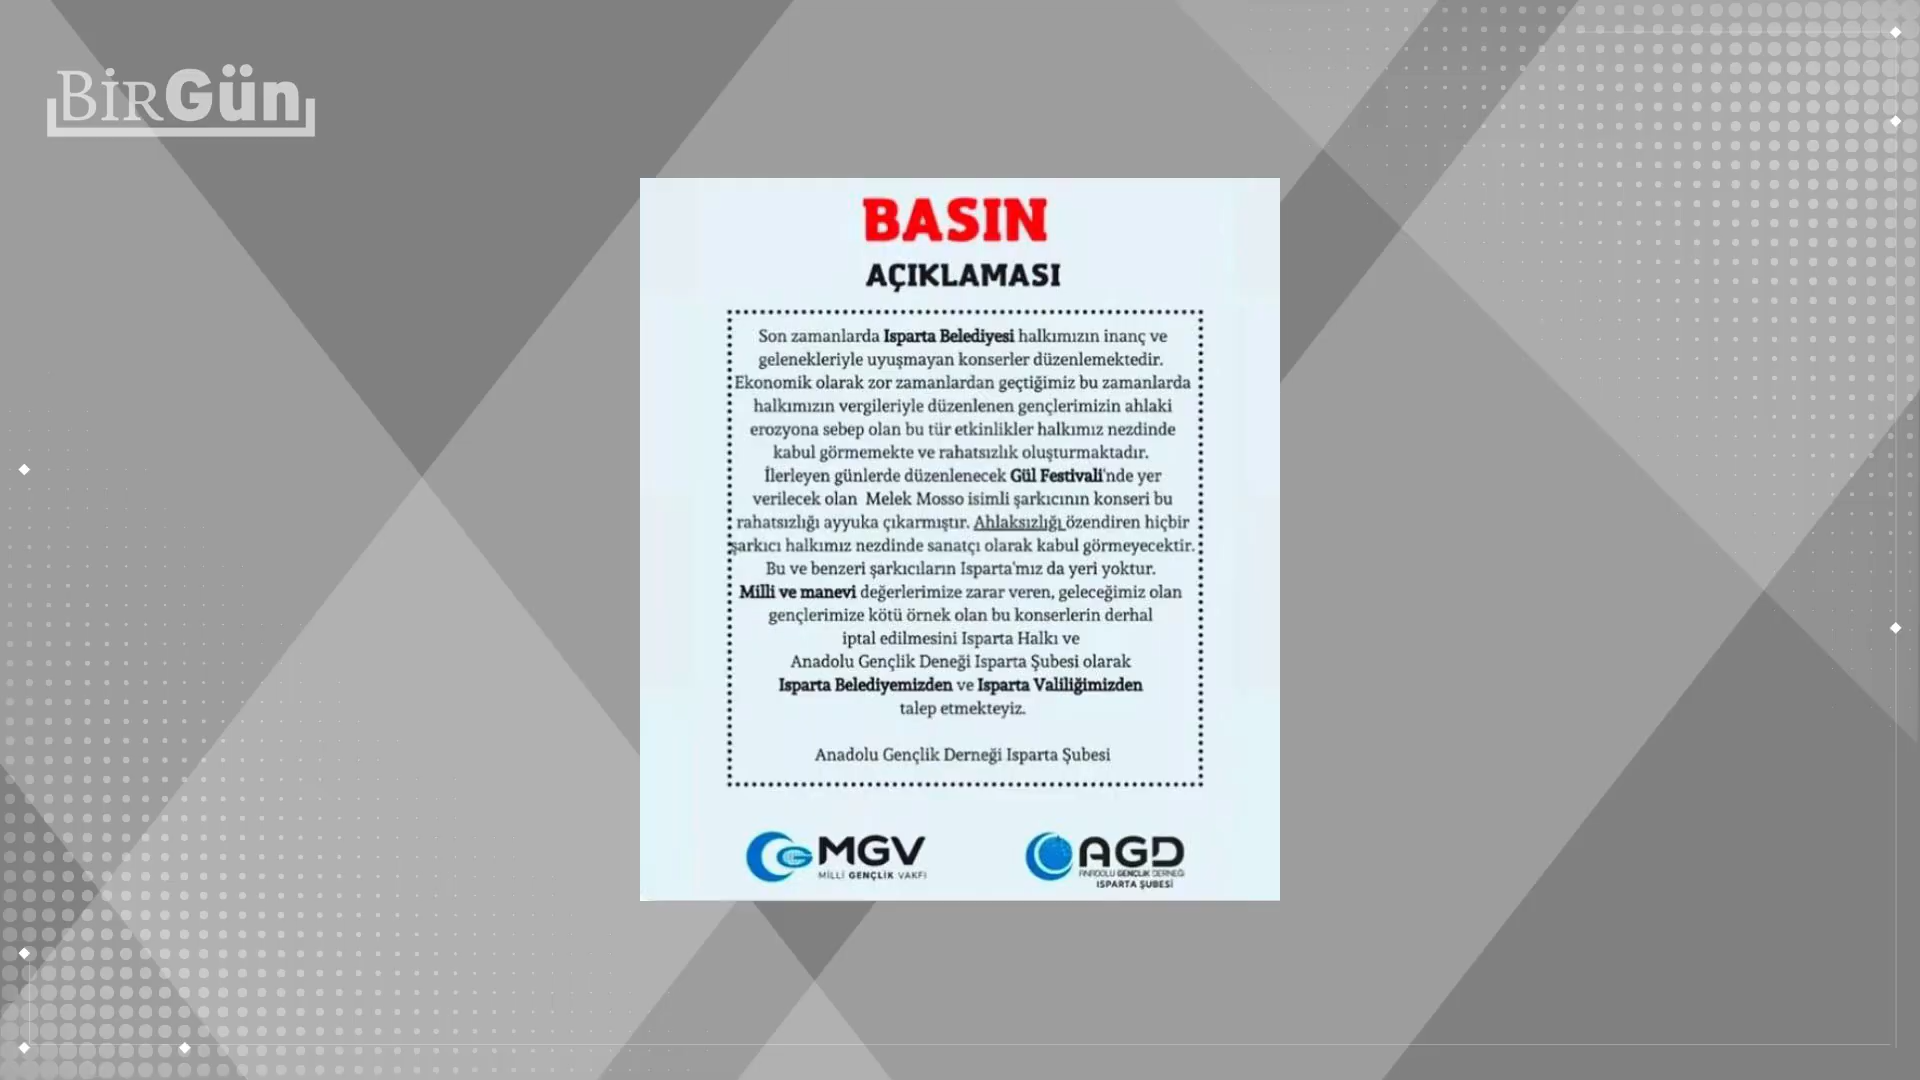 BİRGün
BASIN
AÇIKLAMASI
Son zamanlarda Isparta Belediyesi halkımızın inanç ve
gelenekleriyle uyuşmayan konserler düzenlemektedir.
Ekonomik olarak zor zamanlardan geçtiğimiz bu zamanlarda
halkımızın vergileriyle düzenlenen gençlerimizin ahlaki
erozyona sebep olan bu tür etkinlikler halkımız nezdinde
kabul görmemekte ve rahatsızlık oluşturmaktadır.
İlerleyen günlerde düzenlenecek Gül Festivali'nde yer
verilecek olan Melek Mosso isimli şarkıcının konseri bu
rahatsızlığı ayyuka çıkarmıştır. Ahlaksızlığı özendiren hiçbir
şarkıcı halkımız nezdinde sanatçı olarak kabul görmeyecektir.
Bu ve benzeri şarkıcıların Isparta'mız da yeri yoktur.
Milli ve manevi değerlerimize zarar veren, geleceğimiz olan
gençlerimize kötü örnek olan bu konserlerin derhal
iptal edilmesini Isparta Halkı ve
Anadolu Gençlik Deneği Isparta Şubesi olarak
Isparta Belediyemizden ve Isparta Valiliğimizden
talep etmekteyiz.
Anadolu Gençlik Derneği Isparta Şubesi
MGV
MİLLİ GENÇLİK VAKFI
AGD
ANADOLU GENÇLİK DERNEĞİ
ISPARTA ŞUBESİ